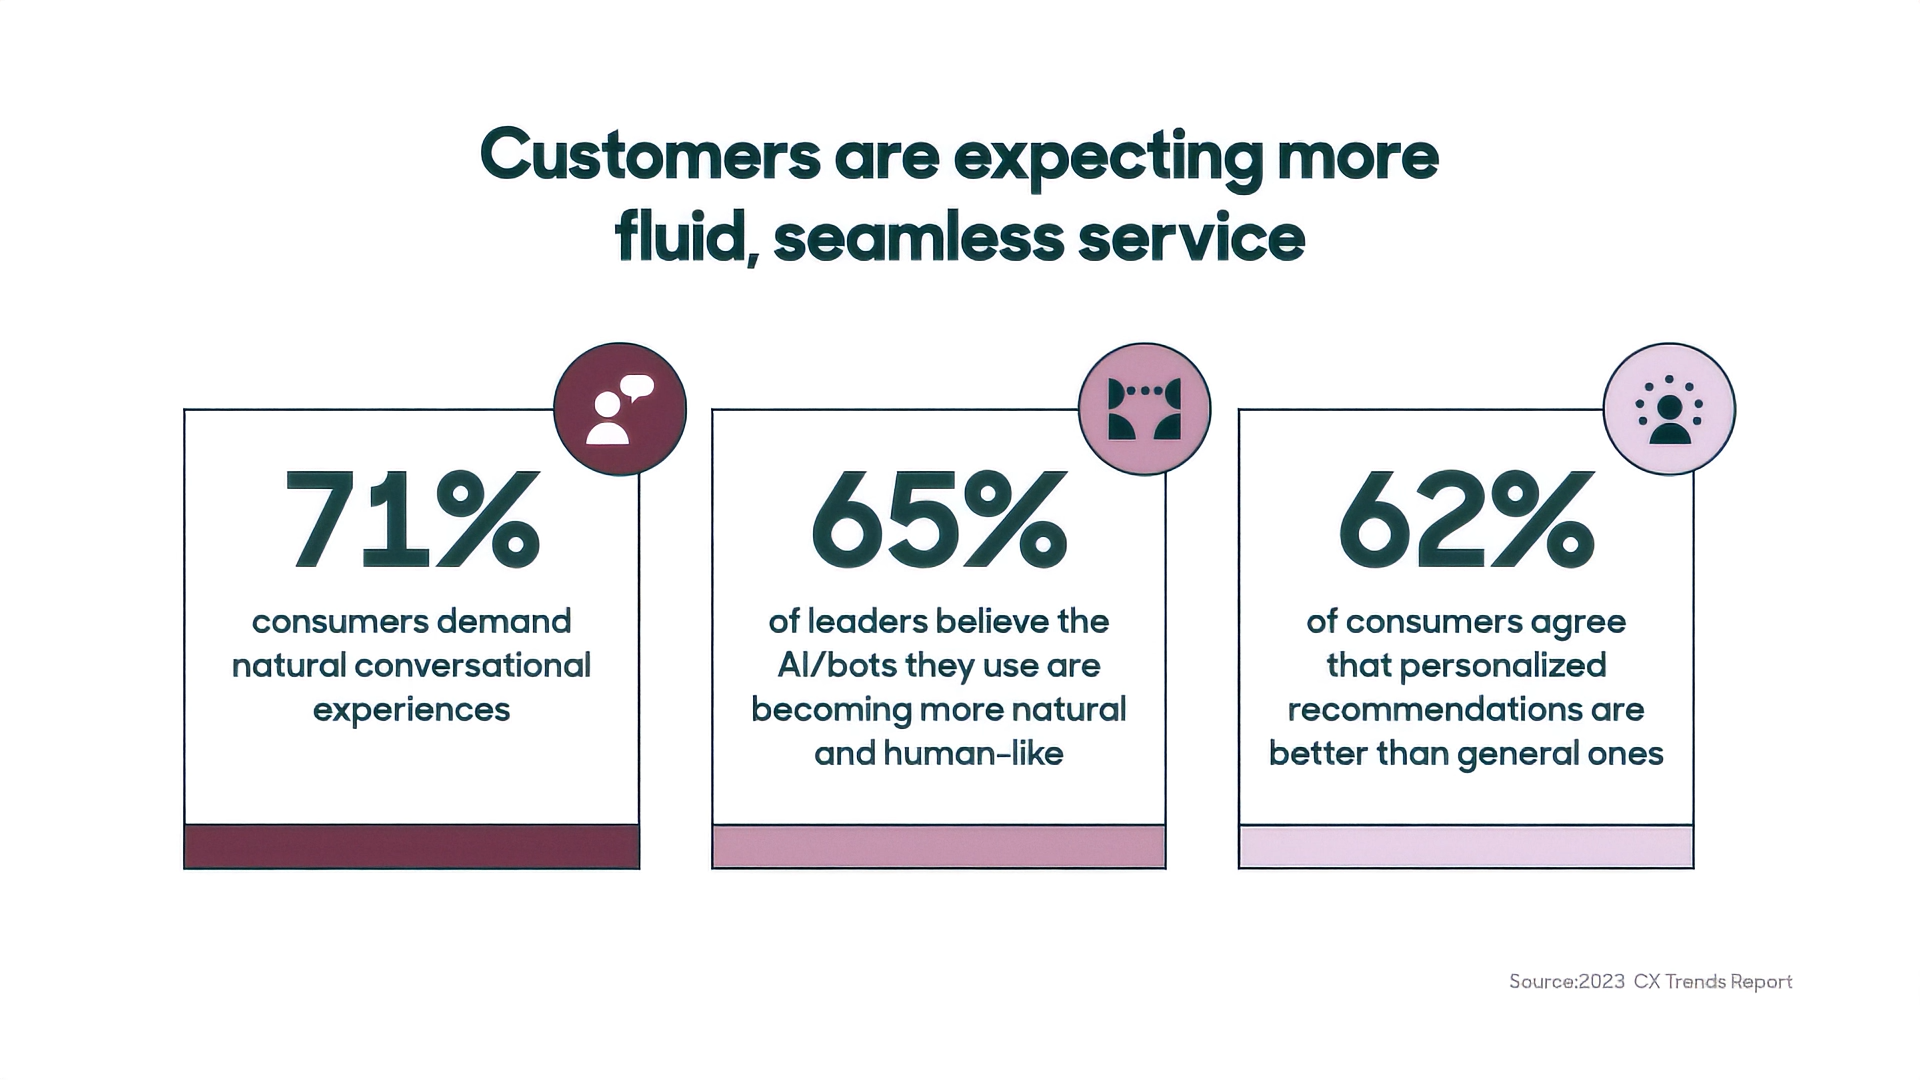 Customers are expecting more
fluid, seamless service
71%
consumers demand
natural conversational
experiences
65%
of leaders believe the
AI/bots they use are
becoming more natural
and human-like
62%
of consumers agree
that personalized
recommendations are
better than general ones
Source:2023 CX Trends Report